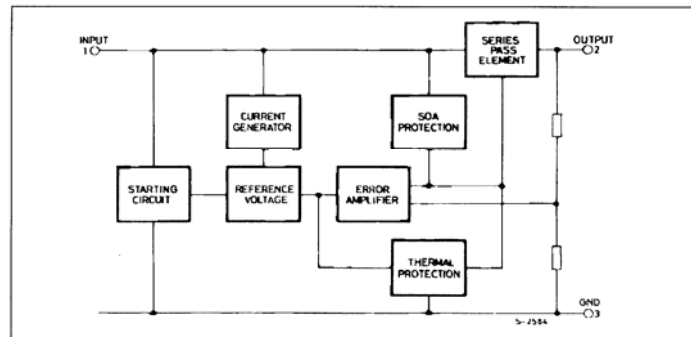 INPUT
1
SERIES
PASS
ELEMENT
OUTPUT
2
CURRENT
GENERATOR
SOA
PROTECTION
STARTING
CIRCUIT
REFERENCE
VOLTAGE
ERROR
AMPLIFIER
THERMAL
PROTECTION
GND
3
S-2584